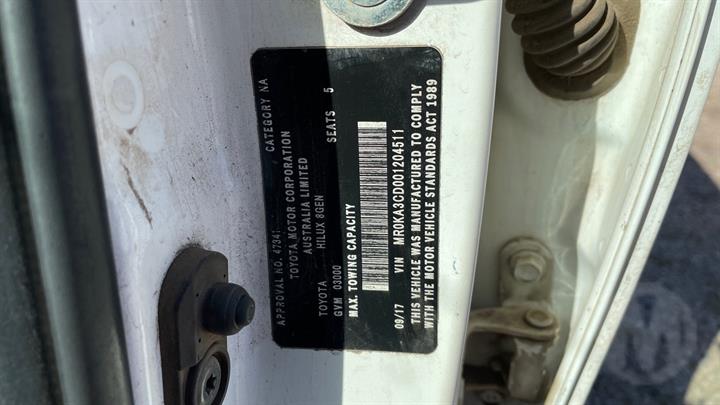 APPROVAL NO. 47341 CATEGORY NA
TOYOTA MOTOR CORPORATION
AUSTRALIA LIMITED
TOYOTA HILUX 8GEN
GVM 03000 SEATS 5
MAX. TOWING CAPACITY
09/17 VIN MR0KA3CD001204511
THIS VEHICLE WAS MANUFACTURED TO COMPLY
WITH THE MOTOR VEHICLE STANDARDS ACT 1989
M